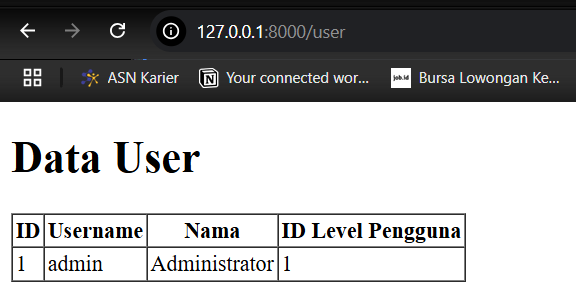 127.0.0.1:8000/user
ASN Karier Your connected wor... job.id Bursa Lowongan Ke...
Data User
ID Username Nama ID Level Pengguna
1 admin Administrator 1